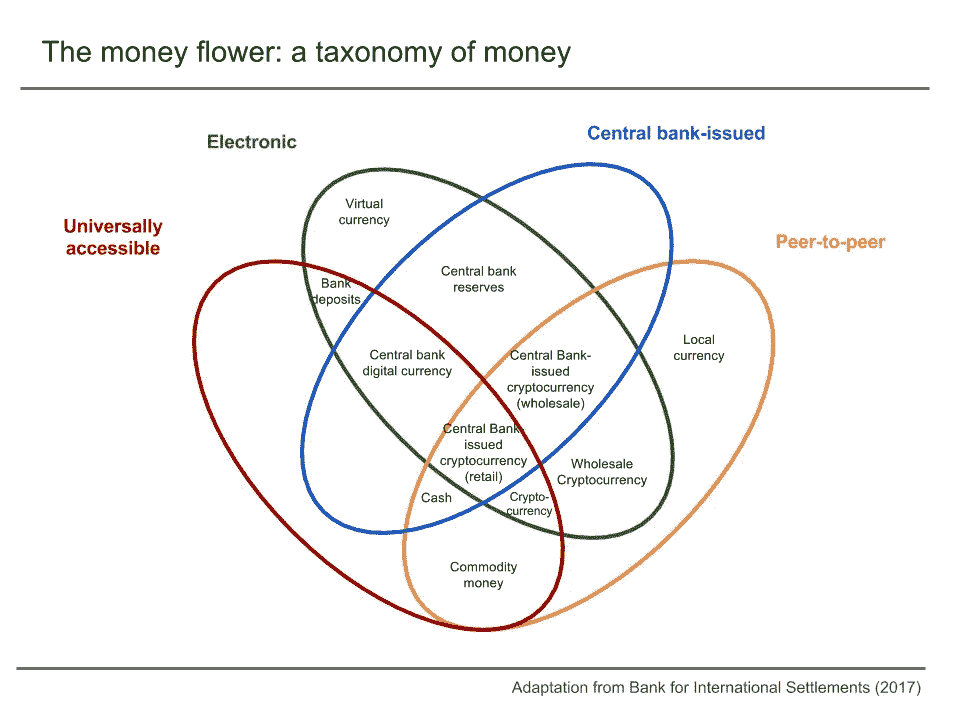 The money flower: a taxonomy of money
Central bank-issued
Electronic
Universally
accessible
Peer-to-peer
Virtual
currency
Central bank
reserves
Bank
deposits
Local
currency
Central bank
digital currency
Central Bank-
issued
cryptocurrency
(wholesale)
Central Bank-
issued
cryptocurrency
(retail)
Wholesale
Cryptocurrency
Cash
Crypto-
currency
Commodity
money
Adaptation from Bank for International Settlements (2017)